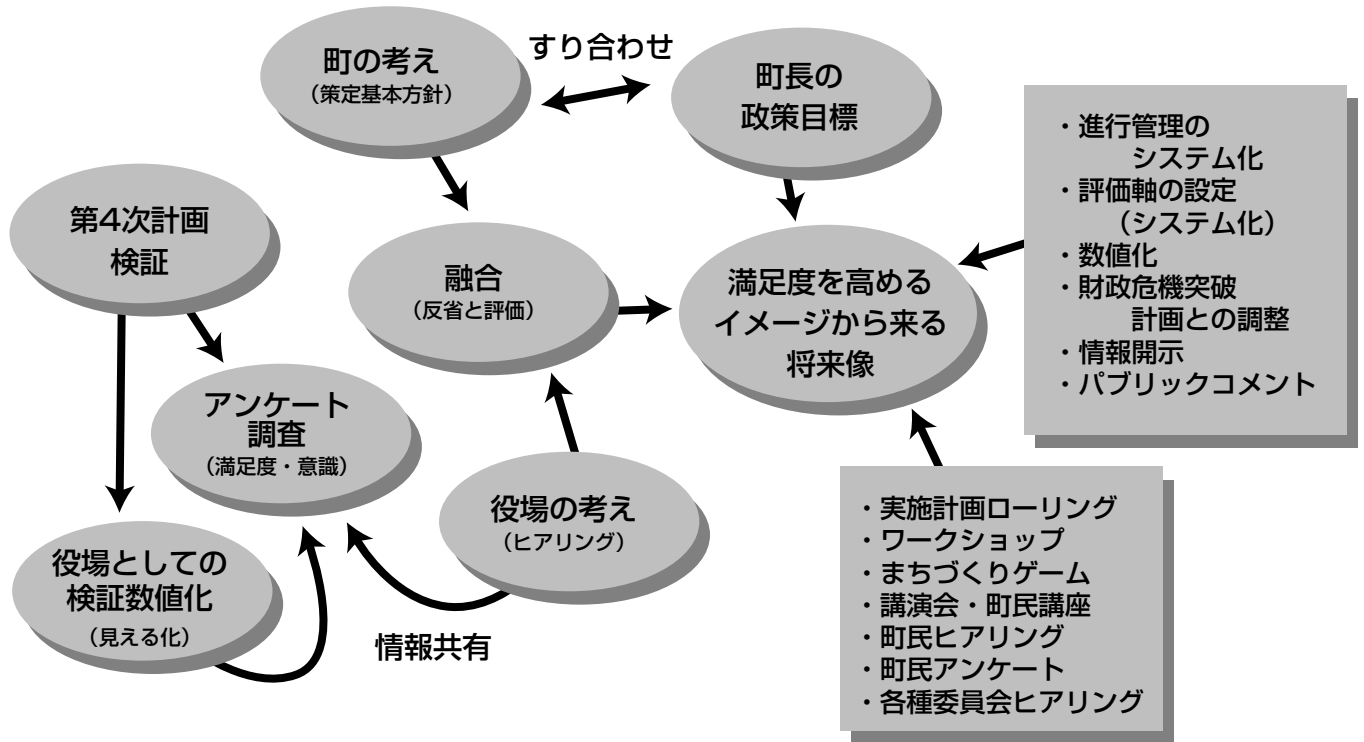 町の考え
（策定基本方針）
すり合わせ
町長の
政策目標
・進行管理の
システム化
・評価軸の設定
（システム化）
・数値化
・財政危機突破
計画との調整
・情報開示
・パブリックコメント
第4次計画
検証
融合
（反省と評価）
満足度を高める
イメージから来る
将来像
アンケート
調査
（満足度・意識）
役場の考え
（ヒアリング）
役場としての
検証数値化
（見える化）
情報共有
・実施計画ローリング
・ワークショップ
・まちづくりゲーム
・講演会・町民講座
・町民ヒアリング
・町民アンケート
・各種委員会ヒアリング